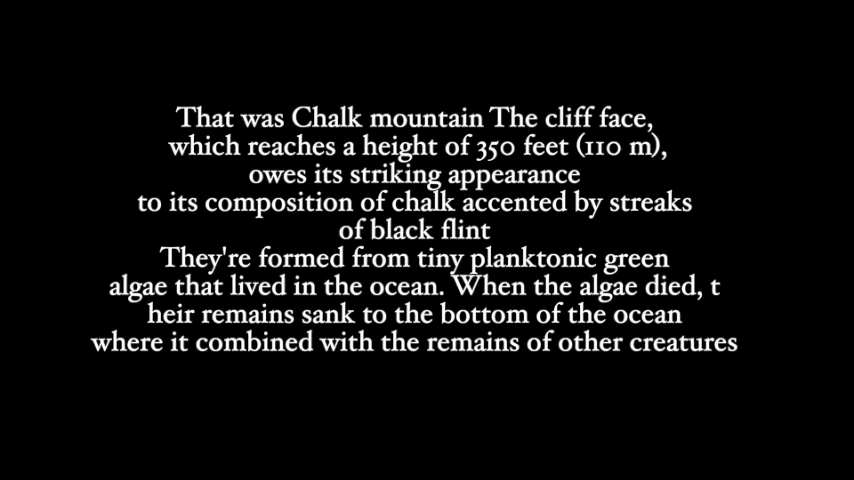 That was Chalk mountain The cliff face,
which reaches a height of 350 feet (110 m),
owes its striking appearance
to its composition of chalk accented by streaks
of black flint
They're formed from tiny planktonic green
algae that lived in the ocean. When the algae died, t
heir remains sank to the bottom of the ocean
where it combined with the remains of other creatures